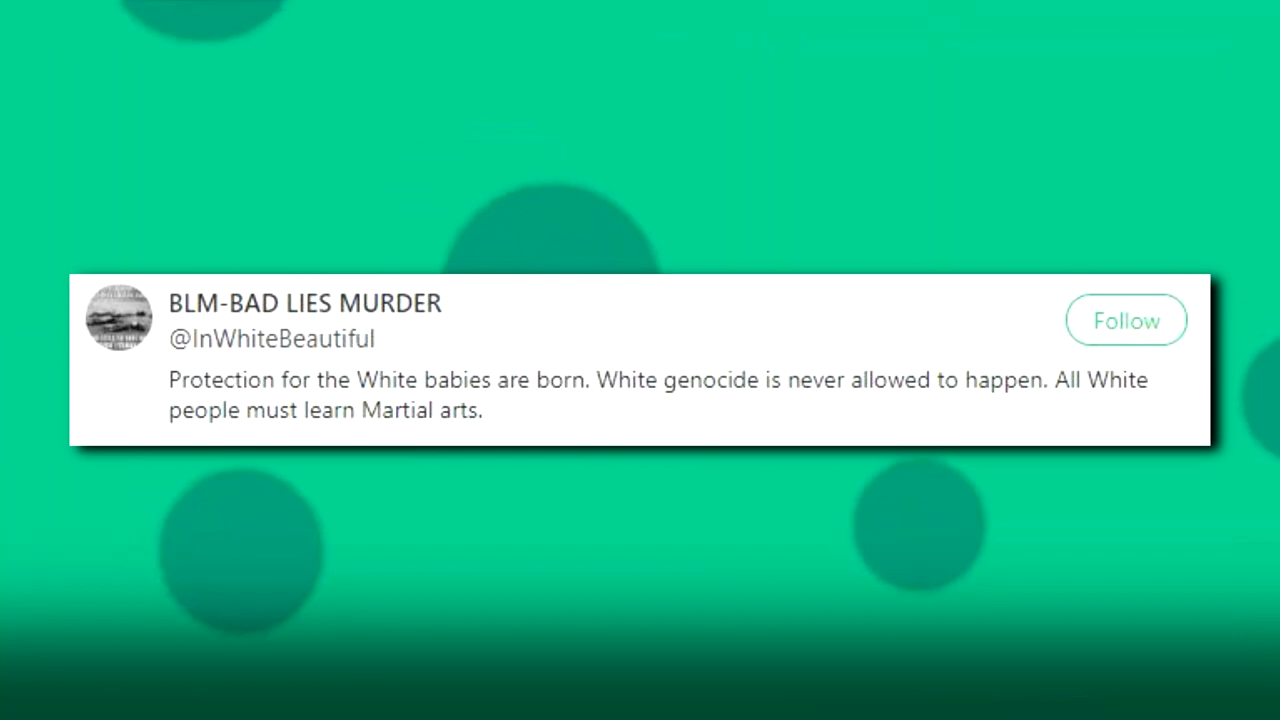 BLM-BAD LIES MURDER
@InWhiteBeautiful
Follow
Protection for the White babies are born. White genocide is never allowed to happen. All White
people must learn Martial arts.